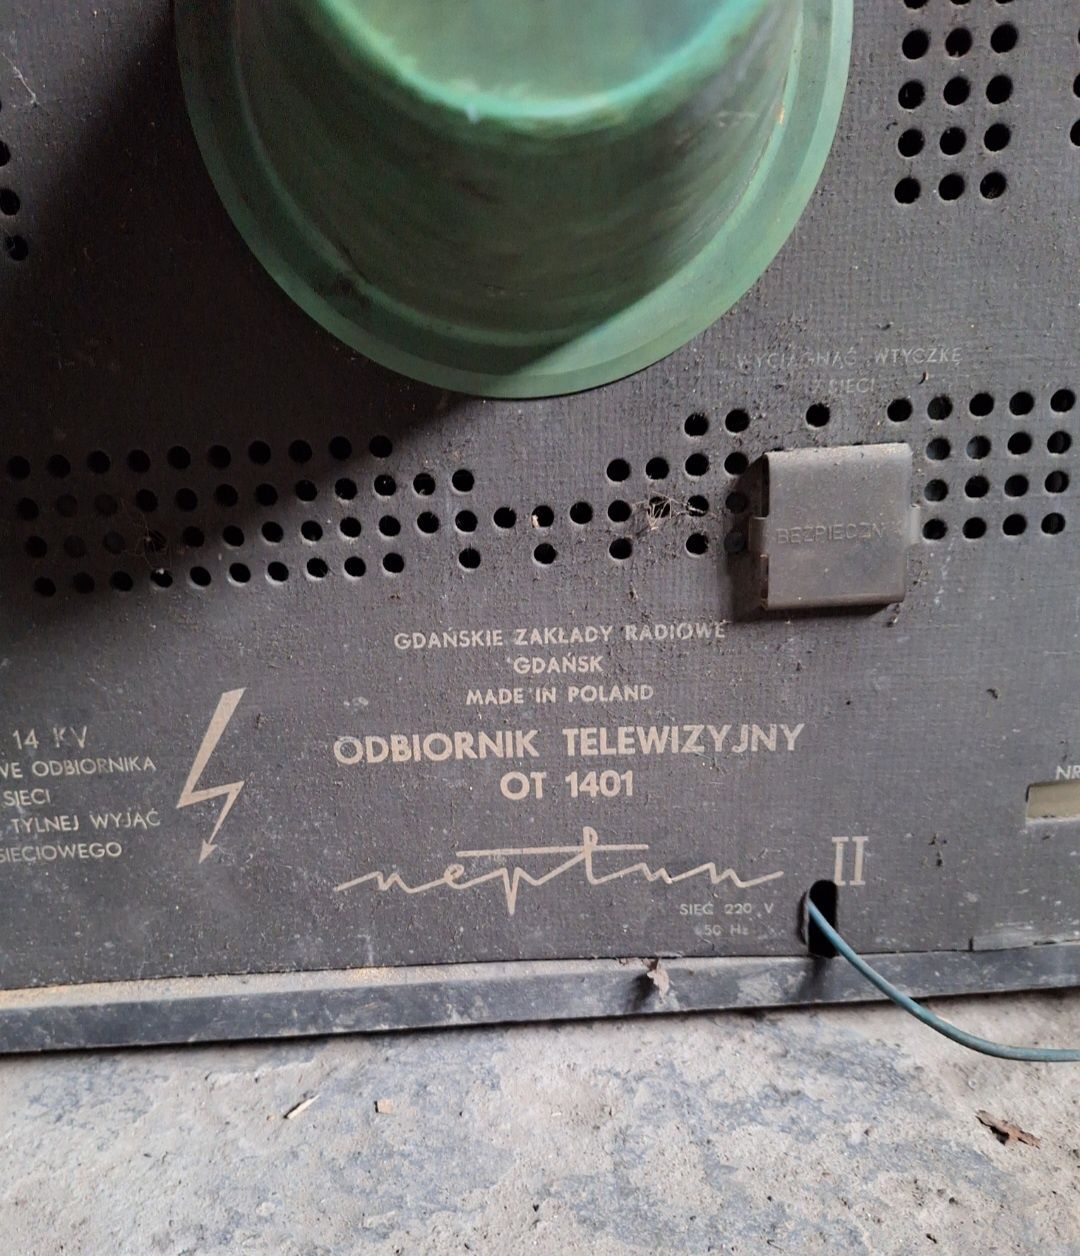 WYCIĄGNĄĆ WTYCZKĘ
SIECI
GDAŃSKIE ZAKŁADY RADIOWE
GDAŃSK
MADE IN POLAND
ODBIORNIK TELEWIZYJNY
OT 1401
neptun II
SIEĆ 220 V
50 Hz
14 KV
WE ODBIORNIKA
SIECI
TYLNEJ WYJĄĆ
SIECIOWEGO
NR